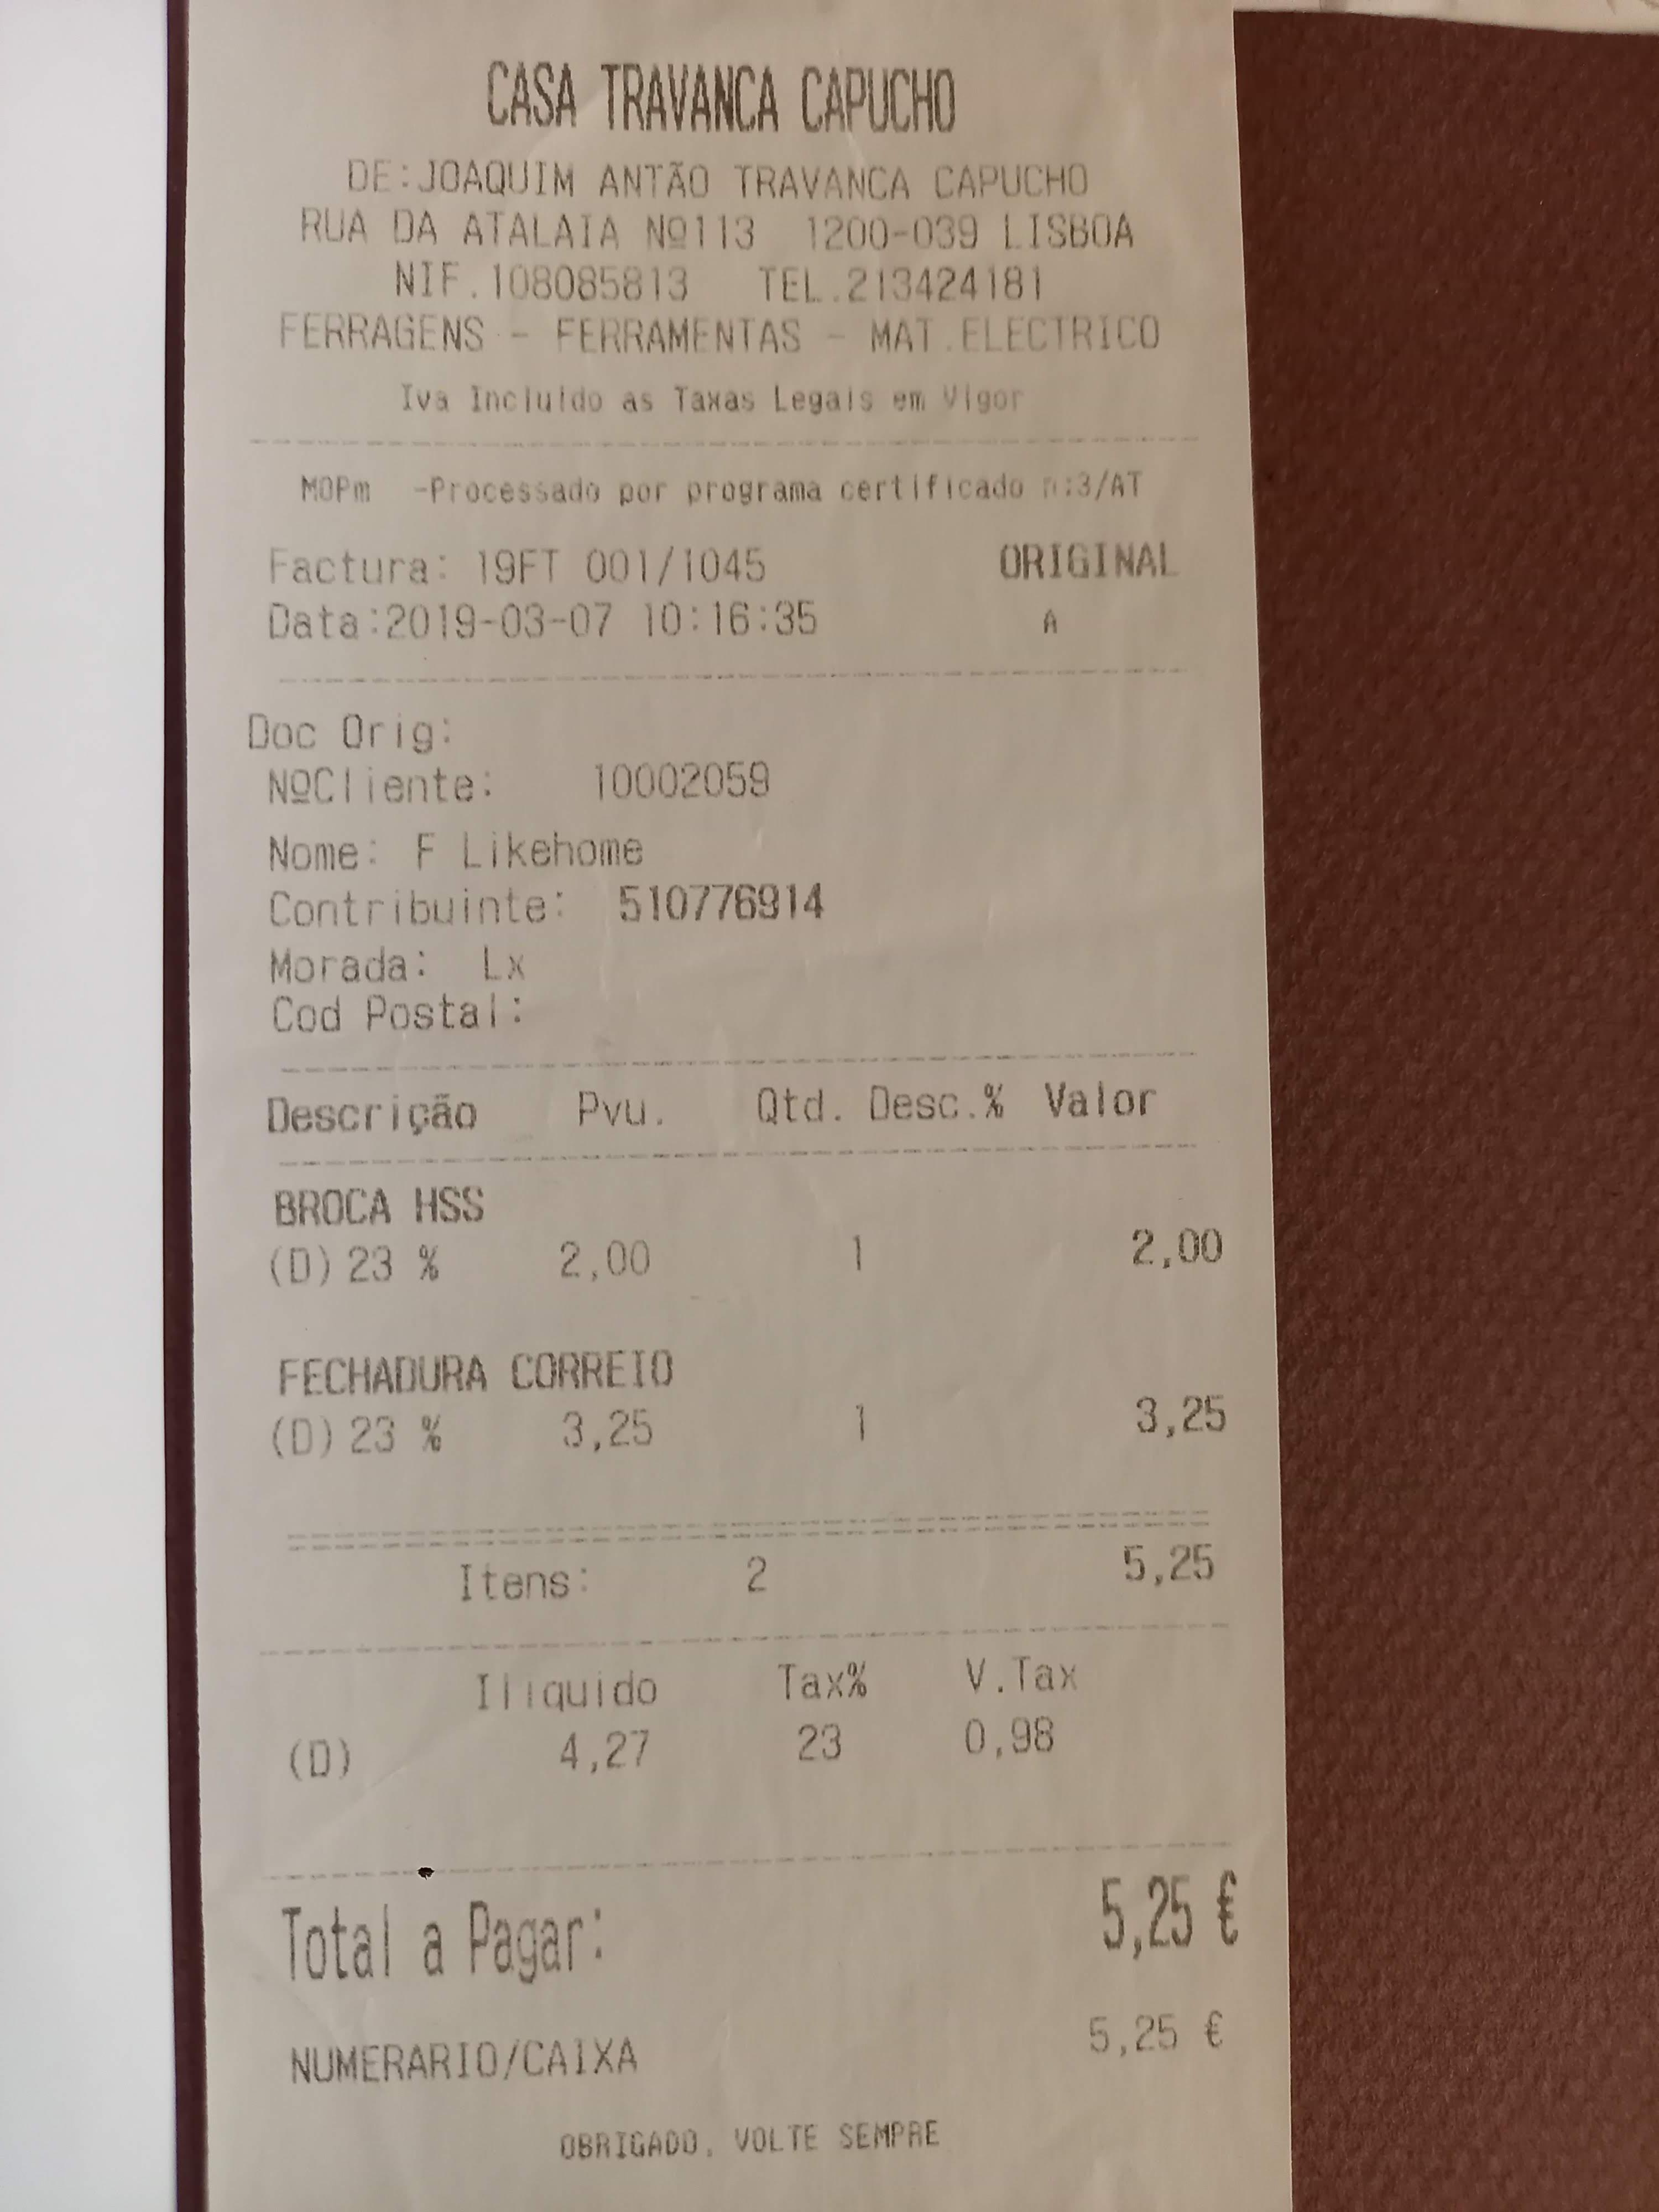 CASA TRAVANCA CAPUCHO
DE:JOAQUIM ANTÃO TRAVANCA CAPUCHO
RUA DA ATALAIA Nº113 1200-039 LISBOA
NIF.108085813 TEL.213424181
FERRAGENS - FERRAMENTAS - MAT.ELECTRICO
Iva Incluído as Taxas Legais em Vigor
MOPm -Processado por programa certificado n:3/AT
Factura: 19FT 001/1045 ORIGINAL
Data:2019-03-07 10:16:35 A
Doc Orig:
NºCliente: 10002059
Nome: F Likehome
Contribuinte: 510776914
Morada: Lx
Cod Postal:
Descrição Pvu. Qtd. Desc.% Valor
BROCA HSS
(D) 23 % 2,00 1 2,00
FECHADURA CORREIO
(D) 23 % 3,25 1 3,25
Itens: 2 5,25
Iliquido Tax% V.Tax
(D) 4,27 23 0,98
Total a Pagar: 5,25 €
NUMERARIO/CAIXA 5,25 €
OBRIGADO, VOLTE SEMPRE